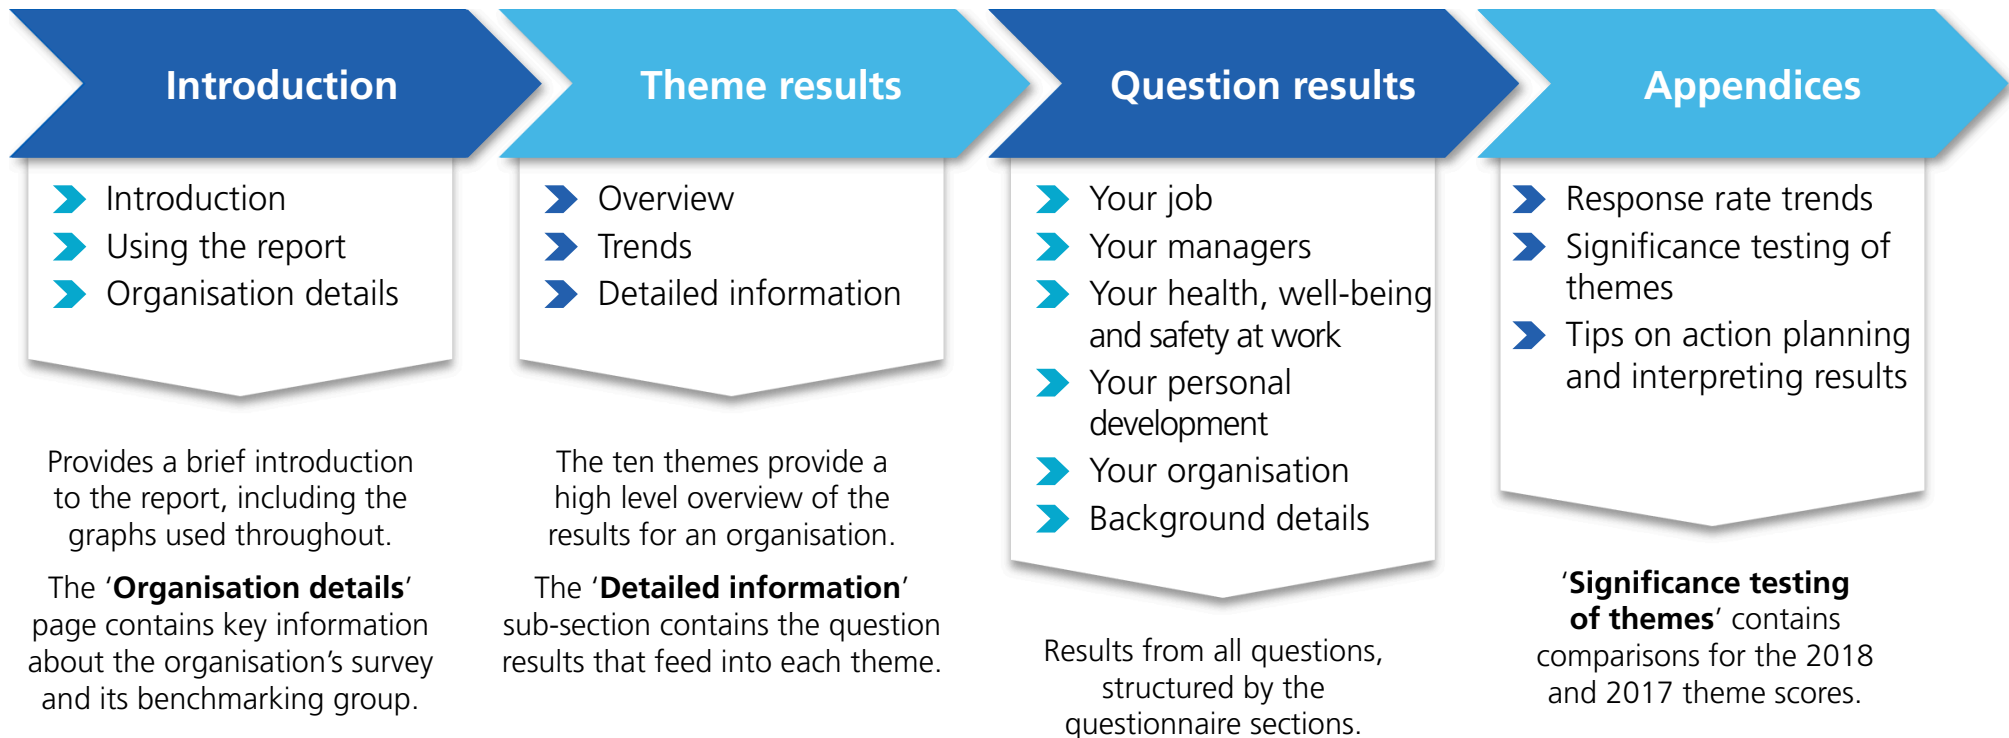 Introduction
Introduction
Using the report
Organisation details
Provides a brief introduction
to the report, including the
graphs used throughout.
The ‘Organisation details’
page contains key information
about the organisation’s survey
and its benchmarking group.
Theme results
Overview
Trends
Detailed information
The ten themes provide a
high level overview of the
results for an organisation.
The ‘Detailed information’
sub-section contains the question
results that feed into each theme.
Question results
Your job
Your managers
Your health, well-being
and safety at work
Your personal
development
Your organisation
Background details
Results from all questions,
structured by the
questionnaire sections.
Appendices
Response rate trends
Significance testing of
themes
Tips on action planning
and interpreting results
‘Significance testing
of themes’ contains
comparisons for the 2018
and 2017 theme scores.